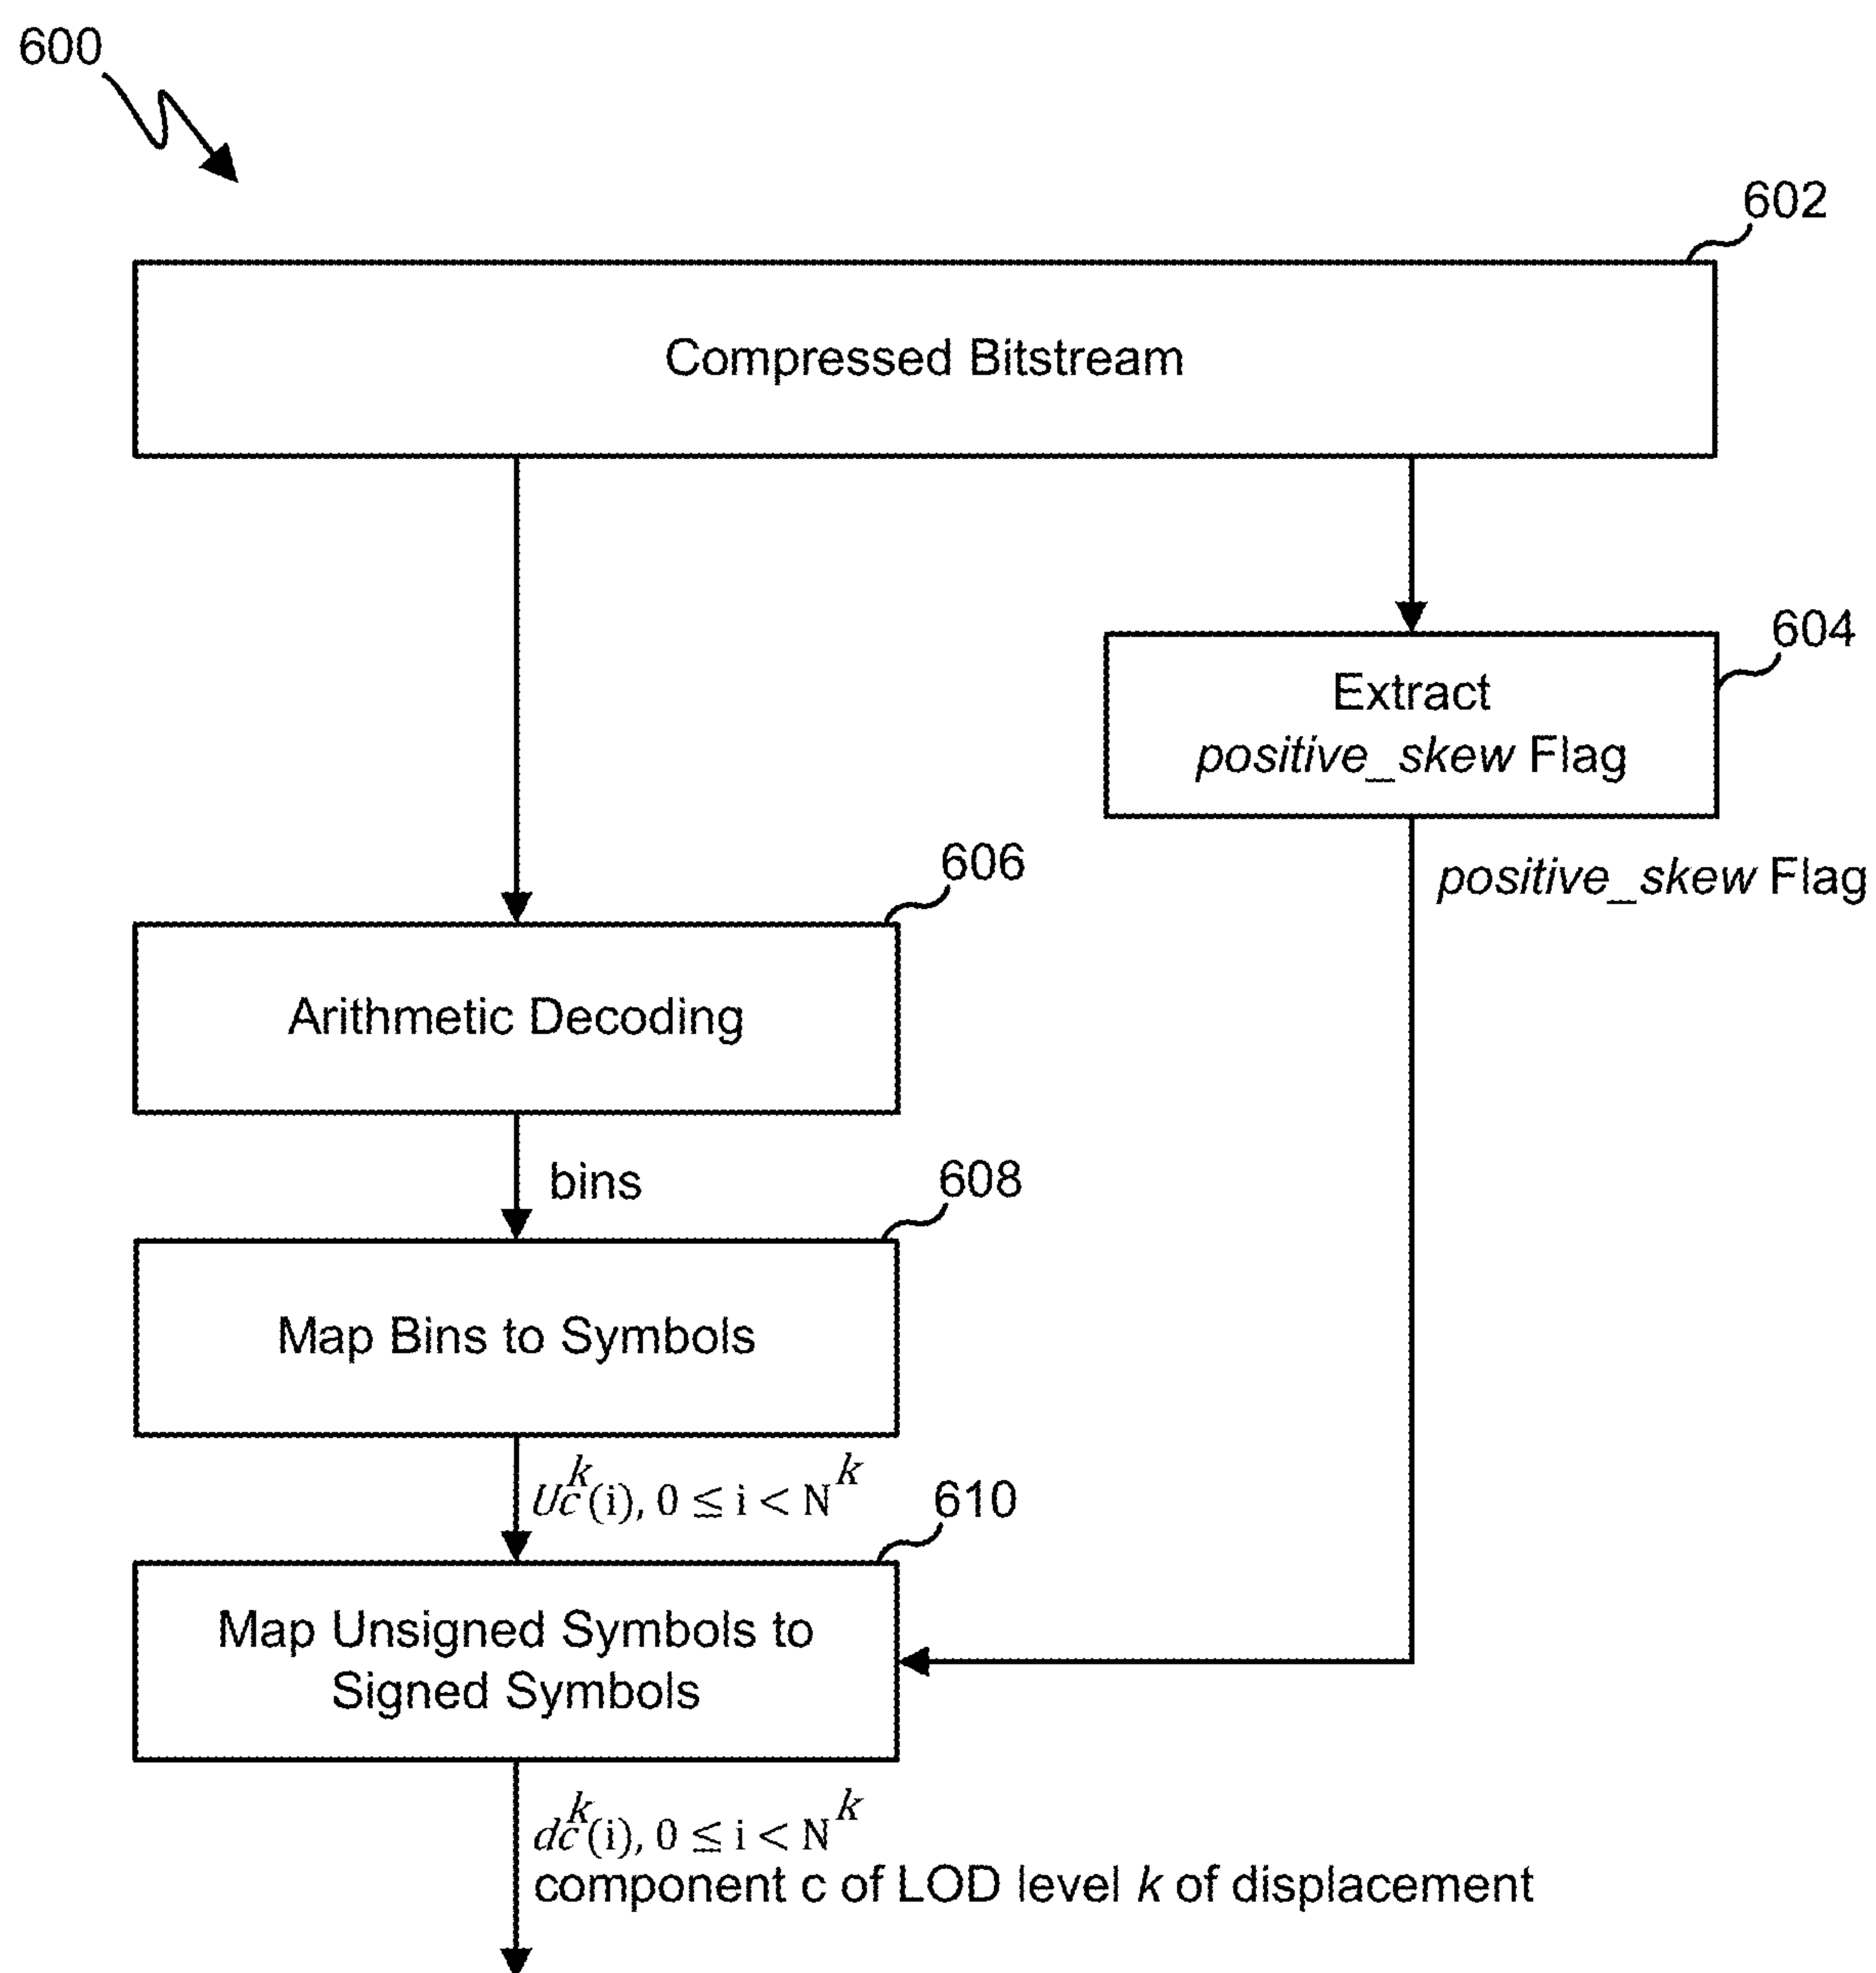 600
602
Compressed Bitstream
604
Extract
positive_skew Flag
positive_skew Flag
606
Arithmetic Decoding
bins
608
Map Bins to Symbols
Uc^k(i), 0 ≤ i < N^k
610
Map Unsigned Symbols to
Signed Symbols
dc^k(i), 0 ≤ i < N^k
component c of LOD level k of displacement